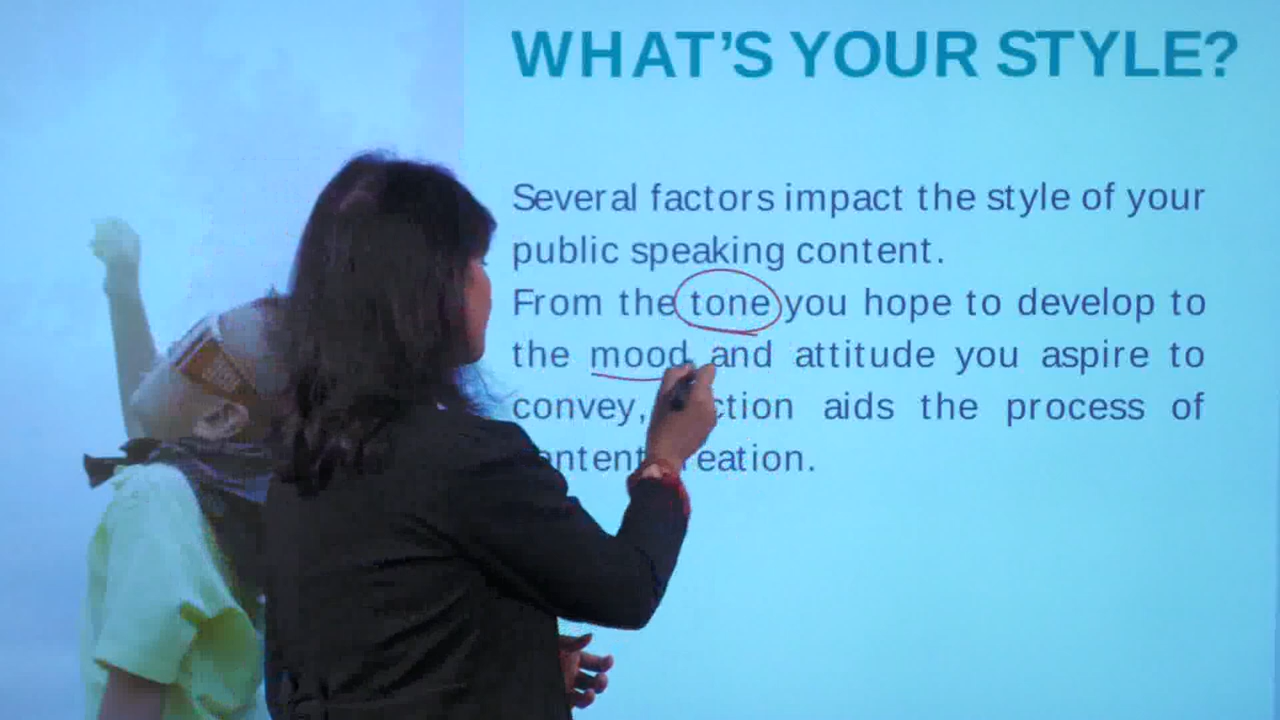 WHAT'S YOUR STYLE?
Several factors impact the style of your
public speaking content.
From the tone you hope to develop to
the mood and attitude you aspire to
convey, aids the process of